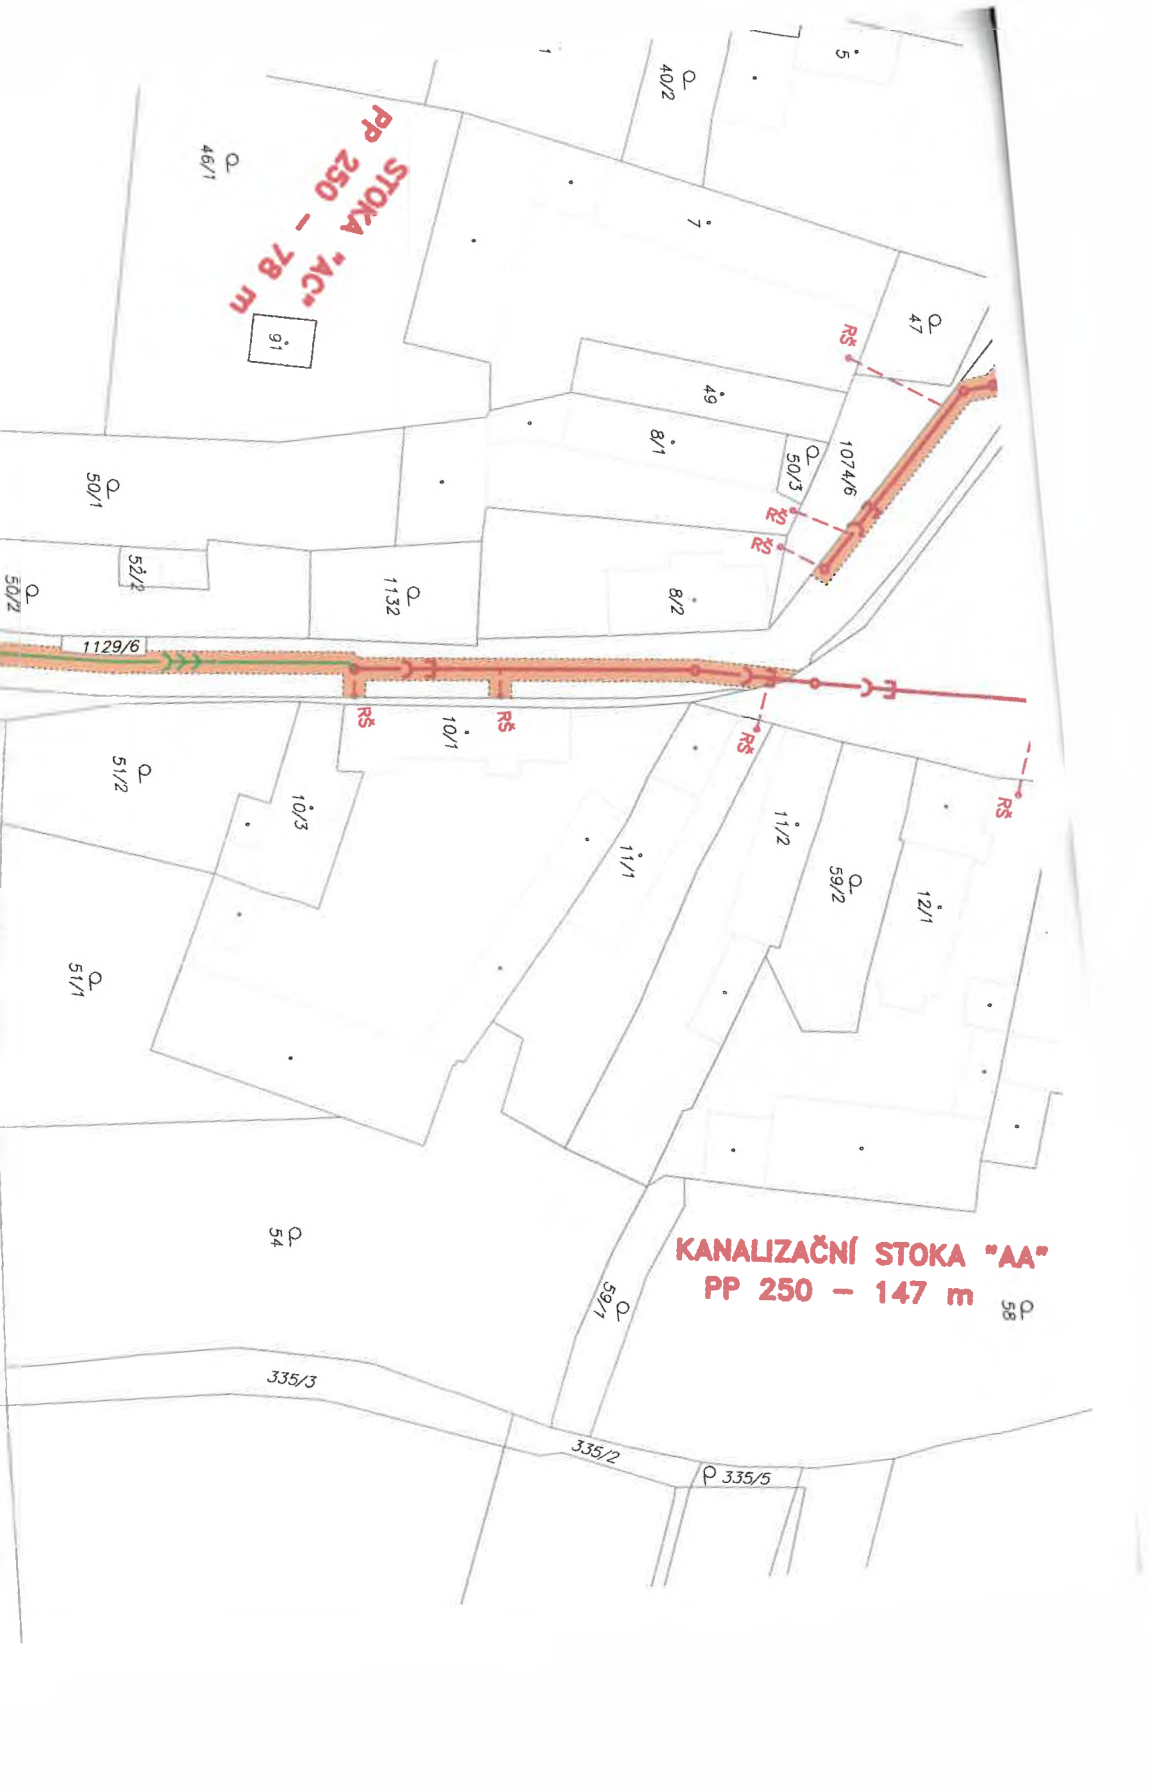 5
1
40/2
46/1
STOKA "AC"
PP 250 - 78 m
7
47
RŠ
91
49
8/1
50/3
1074/6
50/1
RŠ
RŠ
52/2
50/2
1132
8/2
1129/6
RŠ
10/1
RŠ
RŠ
51/2
10/3
11/1
11/2
59/2
12/1
RŠ
51/1
54
KANALIZAČNÍ STOKA "AA"
PP 250 - 147 m
58
59/1
335/3
335/2
335/5